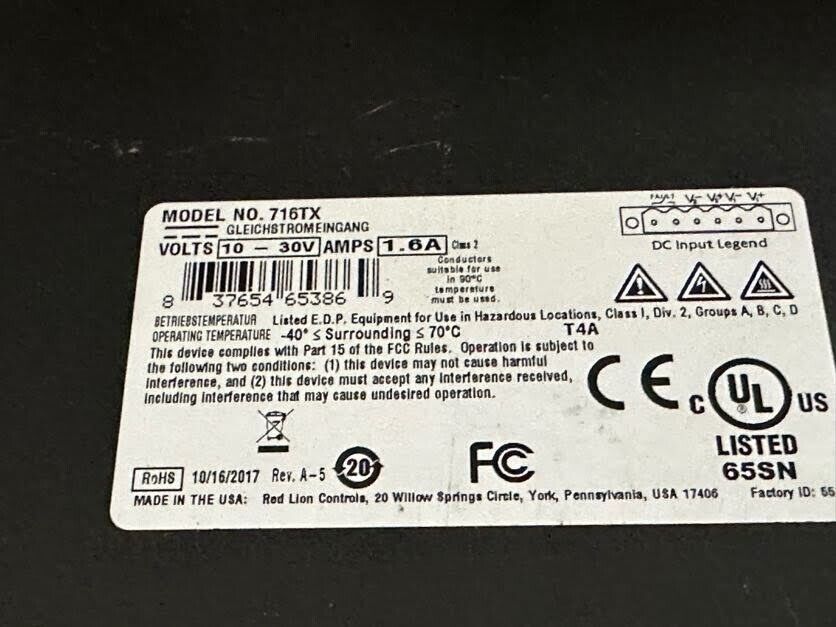 MODEL NO. 716TX
GLEICHSTROMEINGANG
VOLTS 10 — 30V AMPS 1.6A Class 2
Conductors
suitable for use
in 90°C
temperature
must be used.
8 37654 65386 9
FAULT V2- V2+ V1- V1+
DC Input Legend
BETRIEBSTEMPERATUR Listed E.D.P. Equipment for Use in Hazardous Locations, Class I, Div. 2, Groups A, B, C, D
OPERATING TEMPERATURE -40° ≤ Surrounding ≤ 70°C T4A
This device complies with Part 15 of the FCC Rules. Operation is subject to
the following two conditions: (1) this device may not cause harmful
interference, and (2) this device must accept any interference received,
including interference that may cause undesired operation.
CE
C UL ® US
LISTED
65SN
RoHS 10/16/2017 Rev. A-5 20 FC
MADE IN THE USA: Red Lion Controls, 20 Willow Springs Circle, York, Pennsylvania, USA 17406 Factory ID: 55